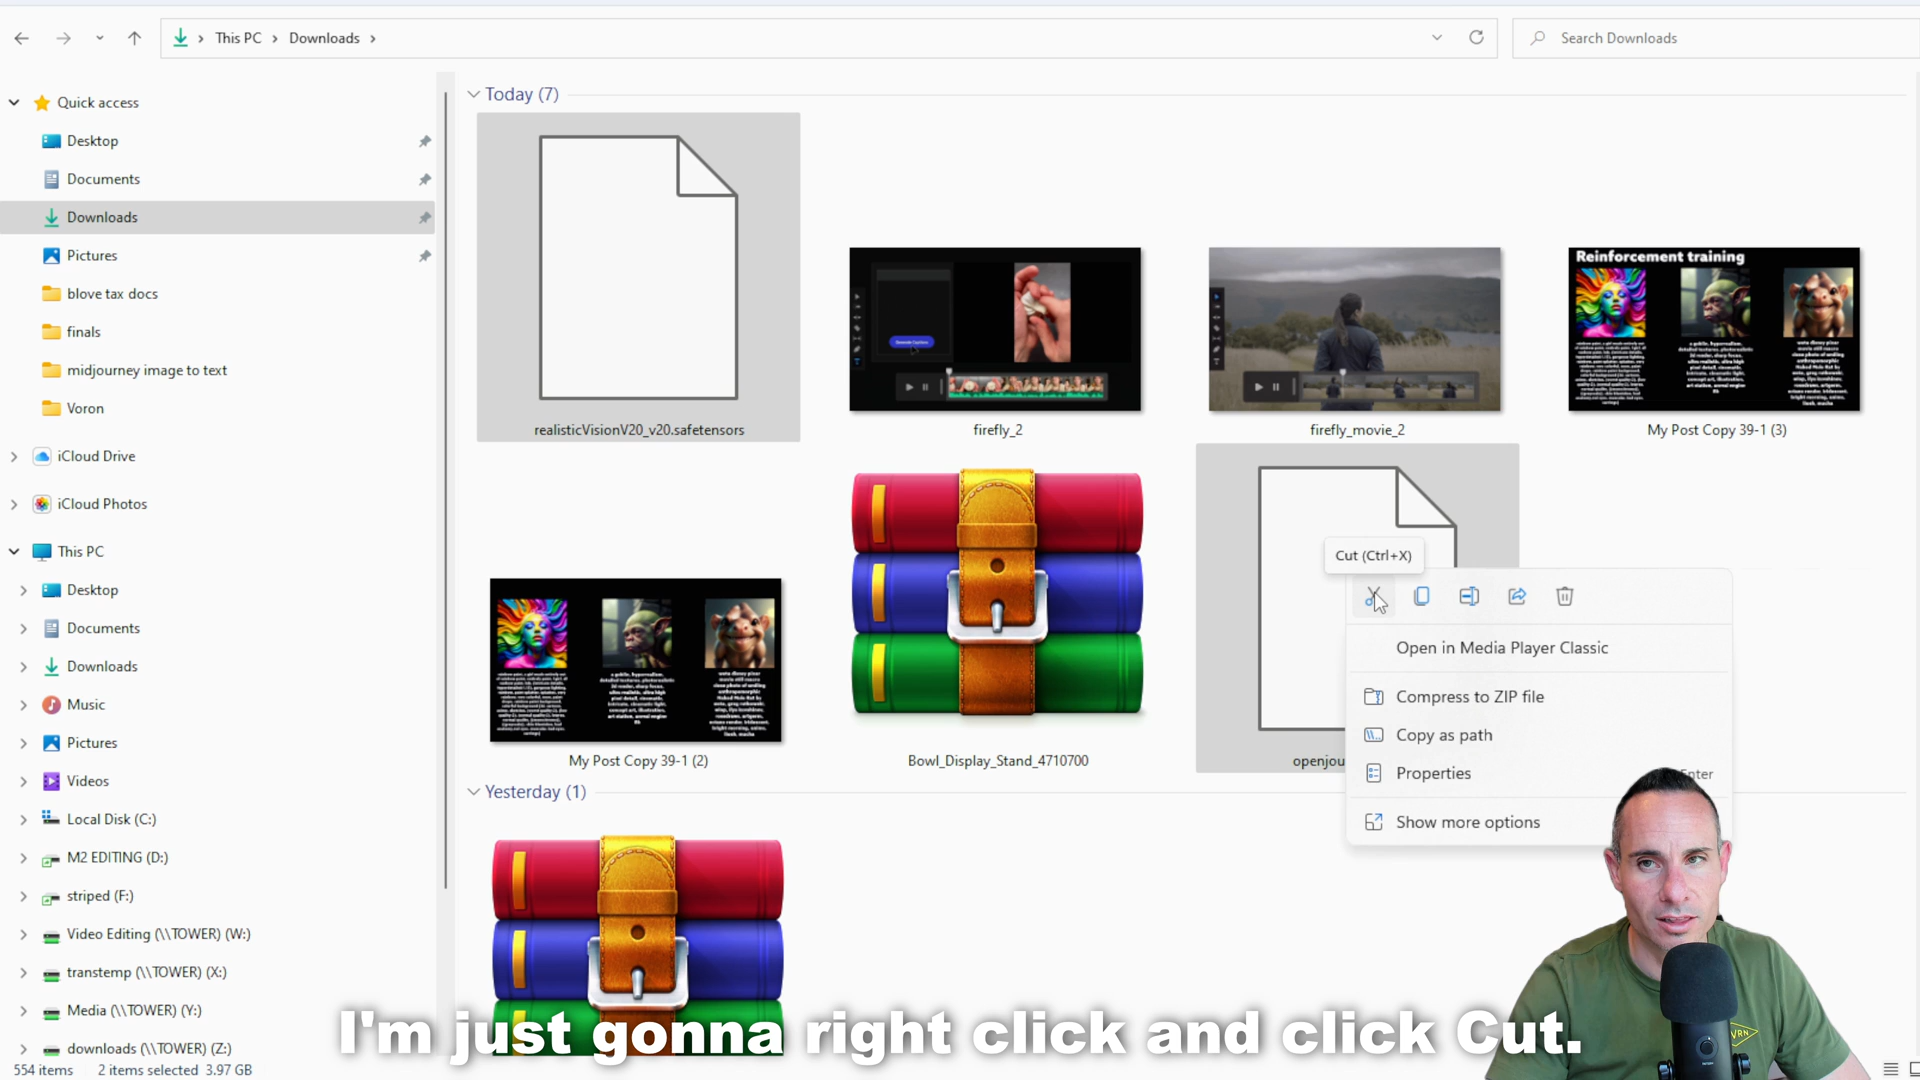 This PC
Downloads
Search Downloads
Quick access
Desktop
Documents
Downloads
Pictures
blove tax docs
finals
midjourney image to text
Voron
iCloud Drive
iCloud Photos
This PC
Desktop
Documents
Downloads
Music
Pictures
Videos
Local Disk (C:)
M2 EDITING (D:)
striped (F:)
Video Editing (\\TOWER) (W:)
transtemp (\\TOWER) (X:)
Media (\\TOWER) (Y:)
downloads (\\TOWER) (Z:)
554 items
2 items selected 3.97 GB
Today (7)
realisticVisionV20_v20.safetensors
firefly_2
firefly_movie_2
Reinforcement training
My Post Copy 39-1 (3)
My Post Copy 39-1 (2)
Bowl_Display_Stand_4710700
openjou
Yesterday (1)
Cut (Ctrl+X)
Open in Media Player Classic
Compress to ZIP file
Copy as path
Properties
Show more options
I'm just gonna right click and click Cut.